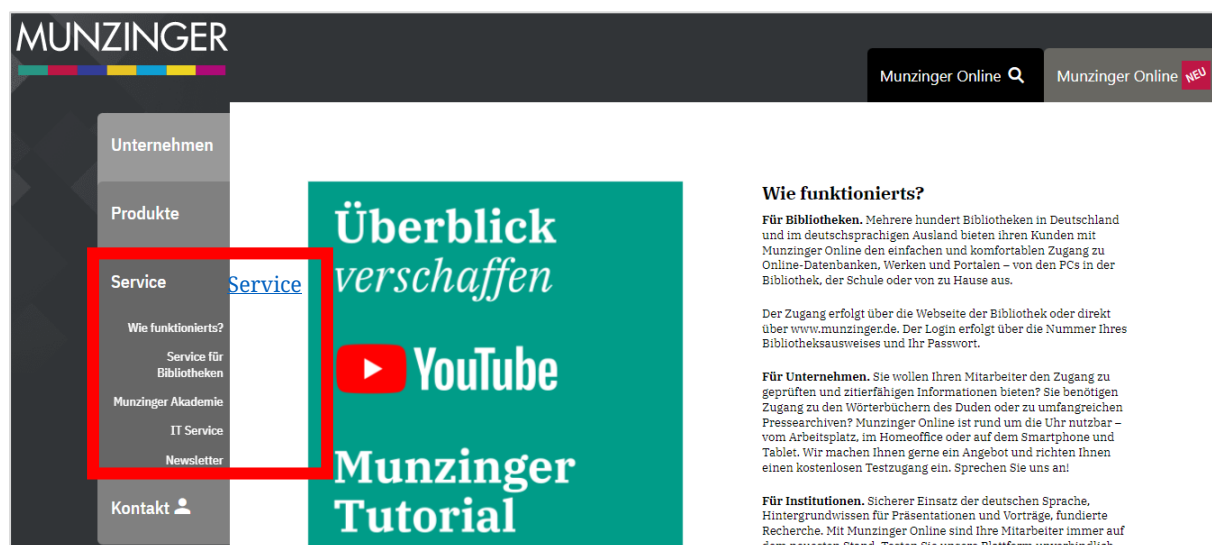 MUNZINGER
Munzinger Online
Munzinger Online NEU
Unternehmen
Produkte
Service
Wie funktionierts?
Service für
Bibliotheken
Munzinger Akademie
IT Service
Newsletter
Kontakt
Service
Überblick
verschaffen
YouTube
Munzinger
Tutorial
Wie funktionierts?
Für Bibliotheken. Mehrere hundert Bibliotheken in Deutschland
und im deutschsprachigen Ausland bieten ihren Kunden mit
Munzinger Online den einfachen und komfortablen Zugang zu
Online-Datenbanken, Werken und Portalen – von den PCs in der
Bibliothek, der Schule oder von zu Hause aus.
Der Zugang erfolgt über die Webseite der Bibliothek oder direkt
über www.munzinger.de. Der Login erfolgt über die Nummer Ihres
Bibliotheksausweises und Ihr Passwort.
Für Unternehmen. Sie wollen Ihren Mitarbeiter den Zugang zu
geprüften und zitierfähigen Informationen bieten? Sie benötigen
Zugang zu den Wörterbüchern des Duden oder zu umfangreichen
Pressearchiven? Munzinger Online ist rund um die Uhr nutzbar –
vom Arbeitsplatz, im Homeoffice oder auf dem Smartphone und
Tablet. Wir machen Ihnen gerne ein Angebot und richten Ihnen
einen kostenlosen Testzugang ein. Sprechen Sie uns an!
Für Institutionen. Sicherer Einsatz der deutschen Sprache,
Hintergrundwissen für Präsentationen und Vorträge, fundierte
Recherche. Mit Munzinger Online sind Ihre Mitarbeiter immer auf
dem neuesten Stand. Testen Sie unsere Plattform unverbindlich